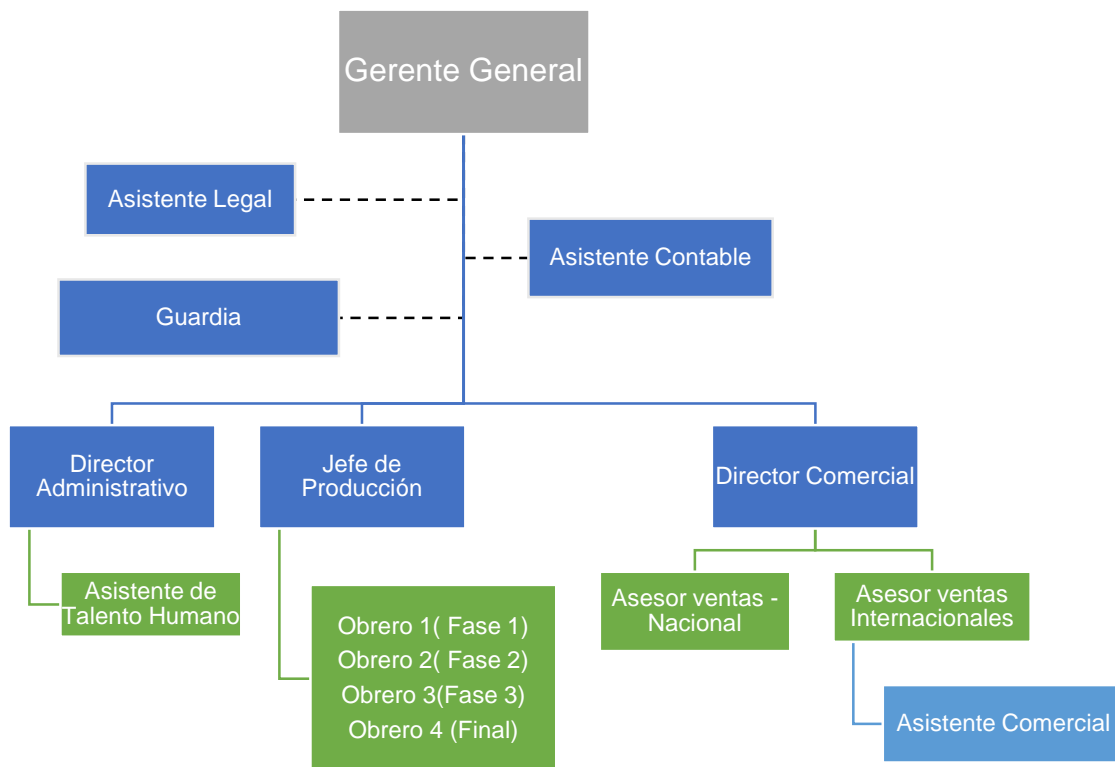 Gerente General
Asistente Legal
Asistente Contable
Guardia
Director
Administrativo
Jefe de
Producción
Director Comercial
Asistente de
Talento Humano
Obrero 1( Fase 1)
Obrero 2( Fase 2)
Obrero 3(Fase 3)
Obrero 4 (Final)
Asesor ventas -
Nacional
Asesor ventas
Internacionales
Asistente Comercial